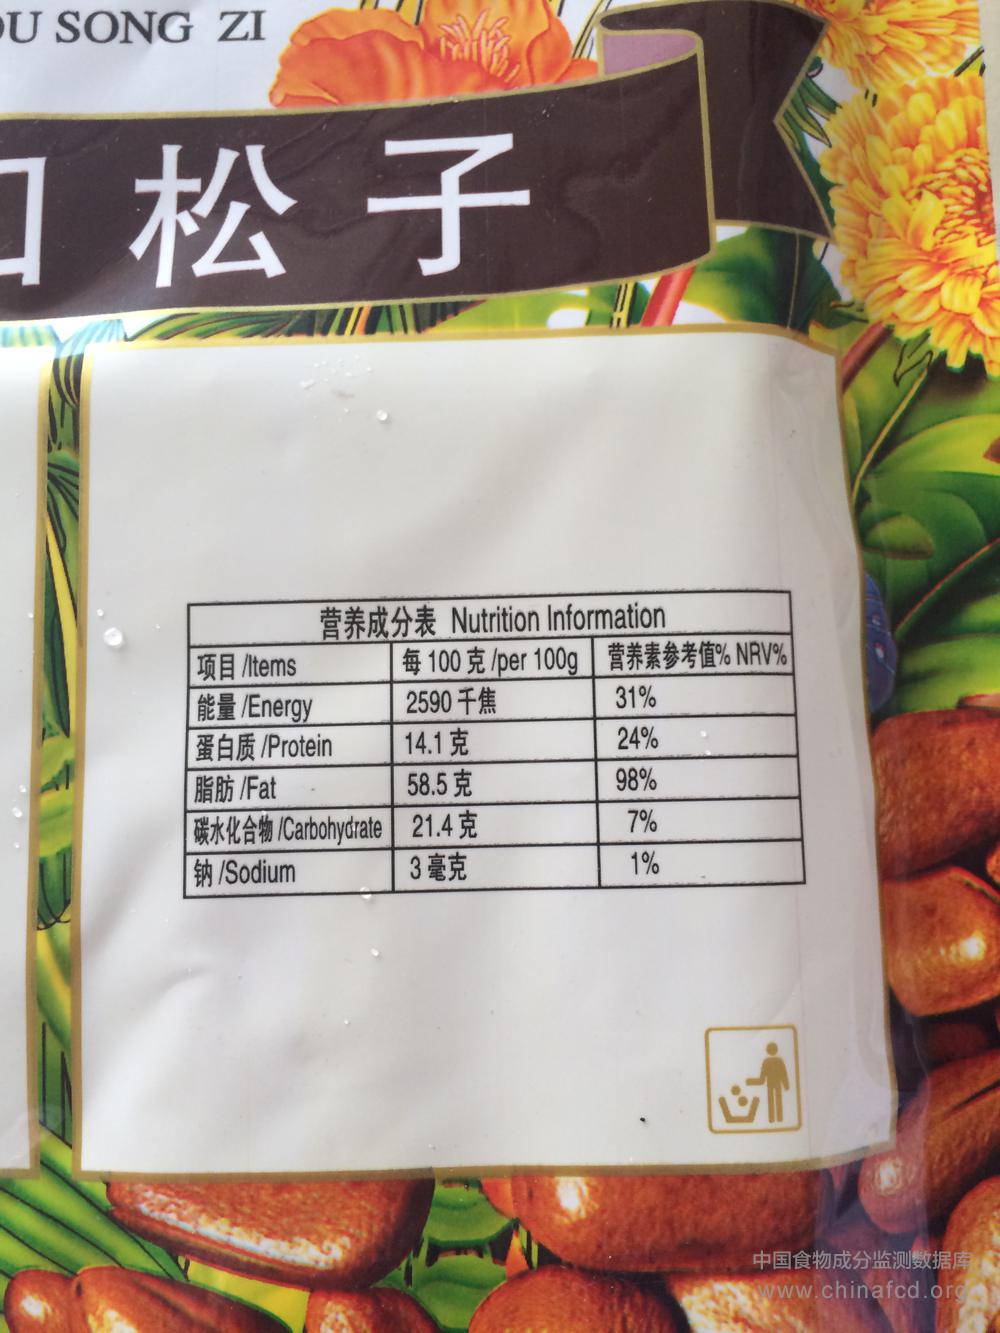 OU SONG ZI
口松子
营养成分表 Nutrition Information
项目 /Items 每 100 克 /per 100g 营养素参考值% NRV%
能量 /Energy 2590 千焦 31%
蛋白质 /Protein 14.1 克 24%
脂肪 /Fat 58.5 克 98%
碳水化合物 /Carbohydrate 21.4 克 7%
钠 /Sodium 3 毫克 1%
中国食物成分监测数据库
www.chinafcd.org